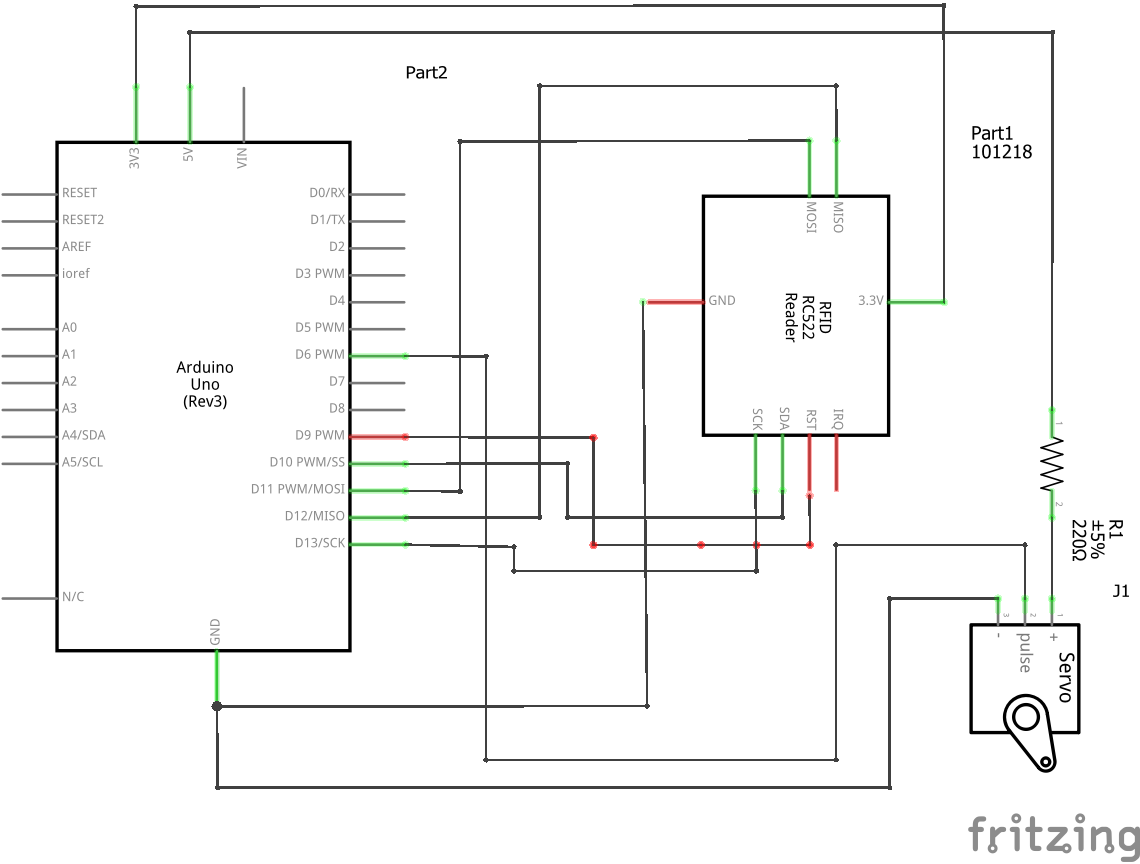 Part2
Part1
101218
3V3
5V
VIN
RESET
RESET2
AREF
ioref
A0
A1
A2
A3
A4/SDA
A5/SCL
N/C
Arduino
Uno
(Rev3)
D0/RX
D1/TX
D2
D3 PWM
D4
D5 PWM
D6 PWM
D7
D8
D9 PWM
D10 PWM/SS
D11 PWM/MOSI
D12/MISO
D13/SCK
GND
MOSI
MISO
GND
3.3V
RFID
RC522
Reader
SCK
SDA
RST
IRQ
1
2
R1
±5%
220Ω
J1
3
2
1
-
pulse
+
Servo
fritzing